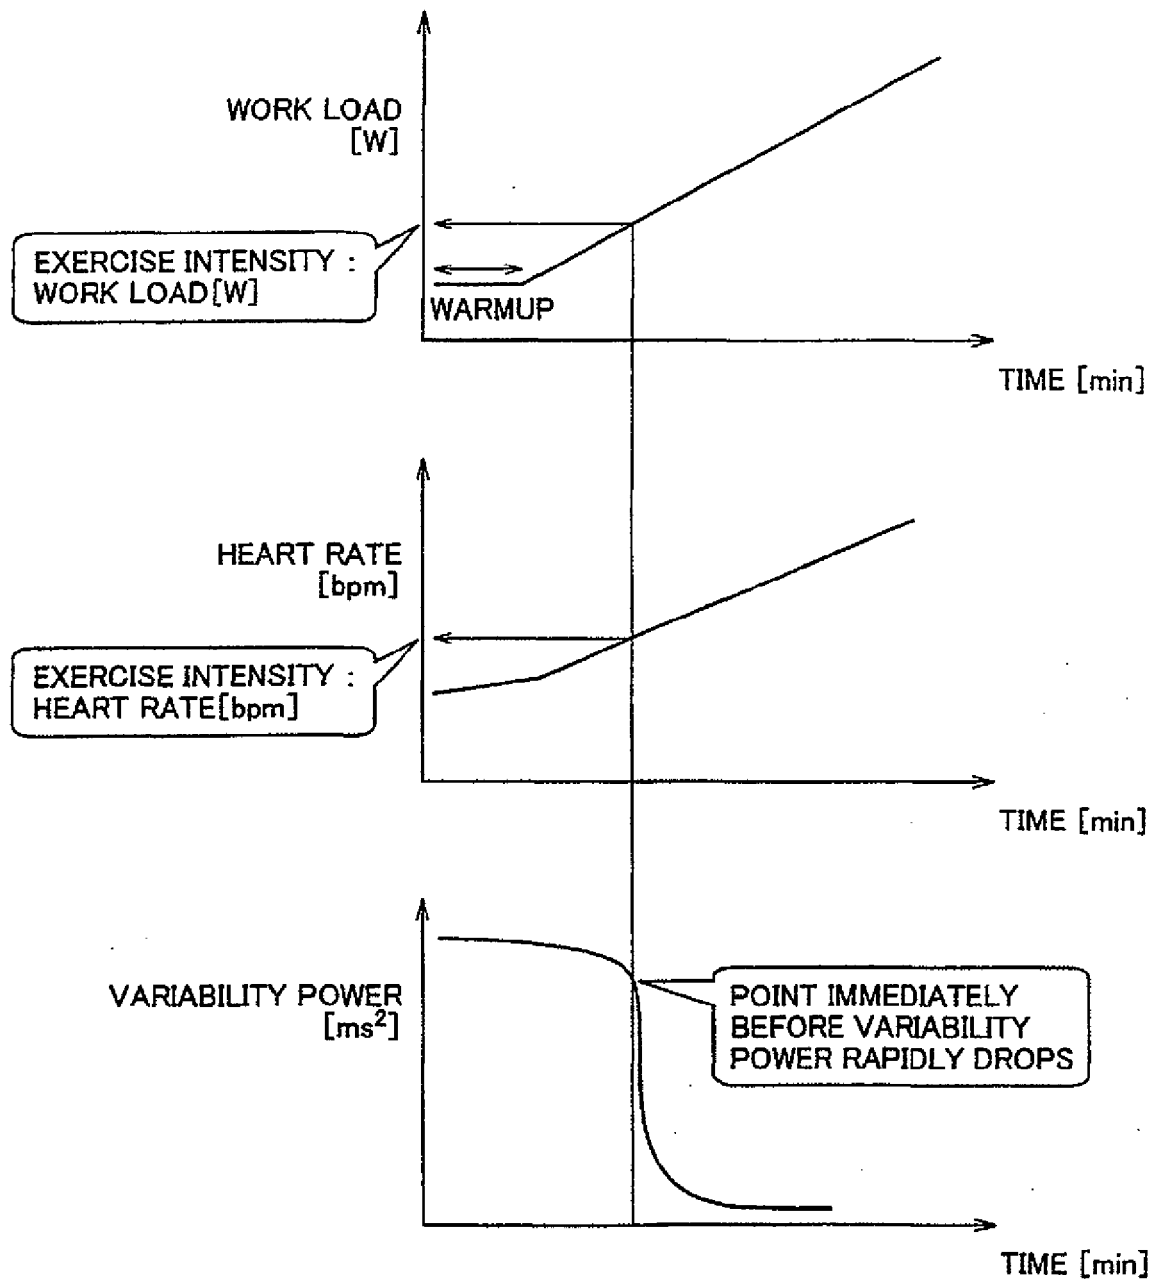 WORK LOAD
[W]
EXERCISE INTENSITY :
WORK LOAD[W]
WARMUP
TIME [min]
HEART RATE
[bpm]
EXERCISE INTENSITY :
HEART RATE[bpm]
TIME [min]
VARIABILITY POWER
[ms²]
POINT IMMEDIATELY
BEFORE VARIABILITY
POWER RAPIDLY DROPS
TIME [min]